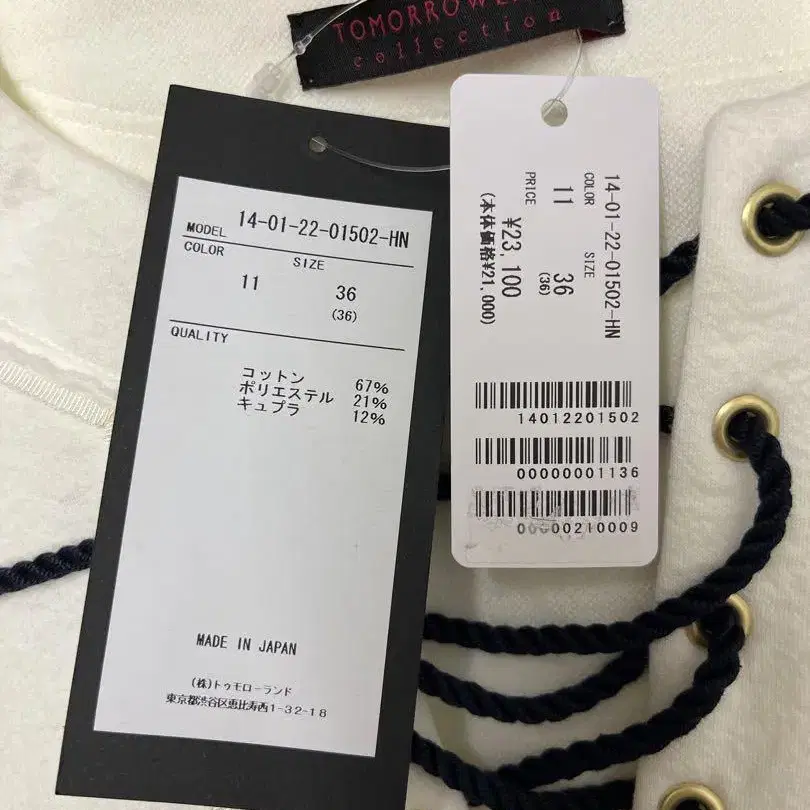 TOMORROWL
collection
MODEL 14-01-22-01502-HN
COLOR SIZE
11 36
(36)
QUALITY
コットン 67%
ポリエステル 21%
キュプラ 12%
MADE IN JAPAN
(株)トゥモローランド
東京都渋谷区恵比寿西1-32-18
14-01-22-01502-HN
COLOR SIZE
11 36
(36)
PRICE
¥23,100
(本体価格¥21,000)
14012201502
00000001136
00000210009